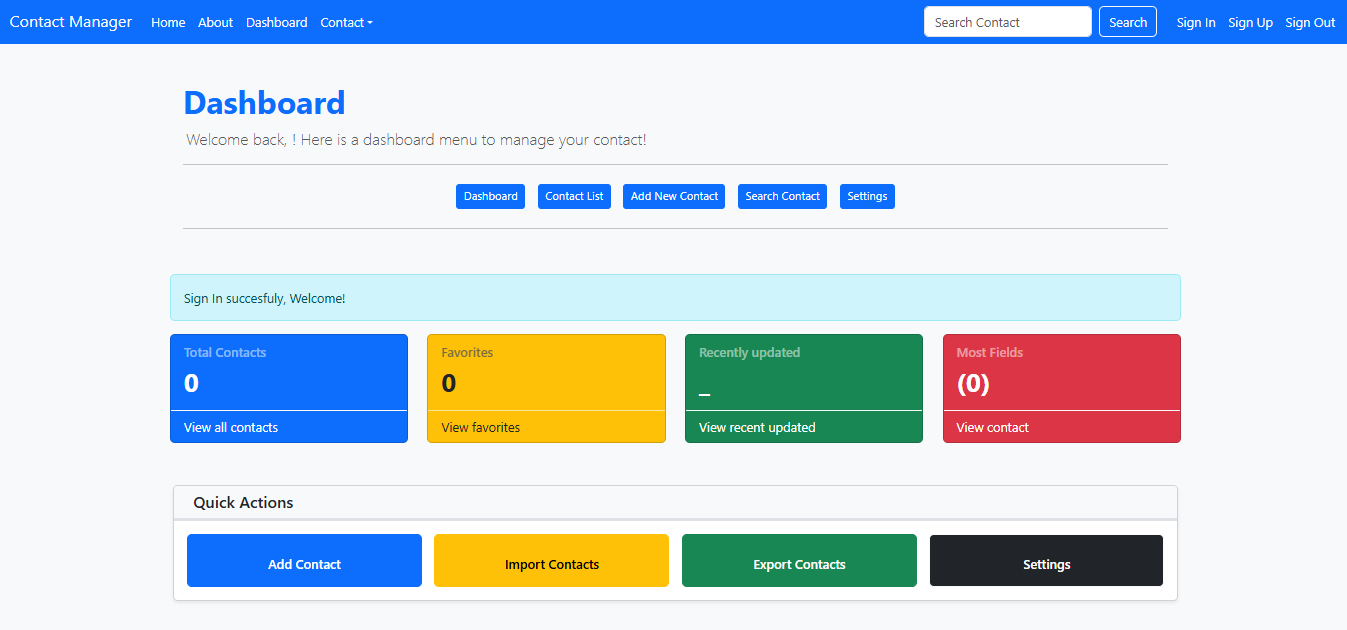 Contact Manager Home About Dashboard Contact Search Contact Search Sign In Sign Up Sign Out
Dashboard
Welcome back, ! Here is a dashboard menu to manage your contact!
Dashboard Contact List Add New Contact Search Contact Settings
Sign In succesfuly, Welcome!
Total Contacts Favorites Recently updated Most Fields
0 0 _ (0)
View all contacts View favorites View recent updated View contact
Quick Actions
Add Contact Import Contacts Export Contacts Settings